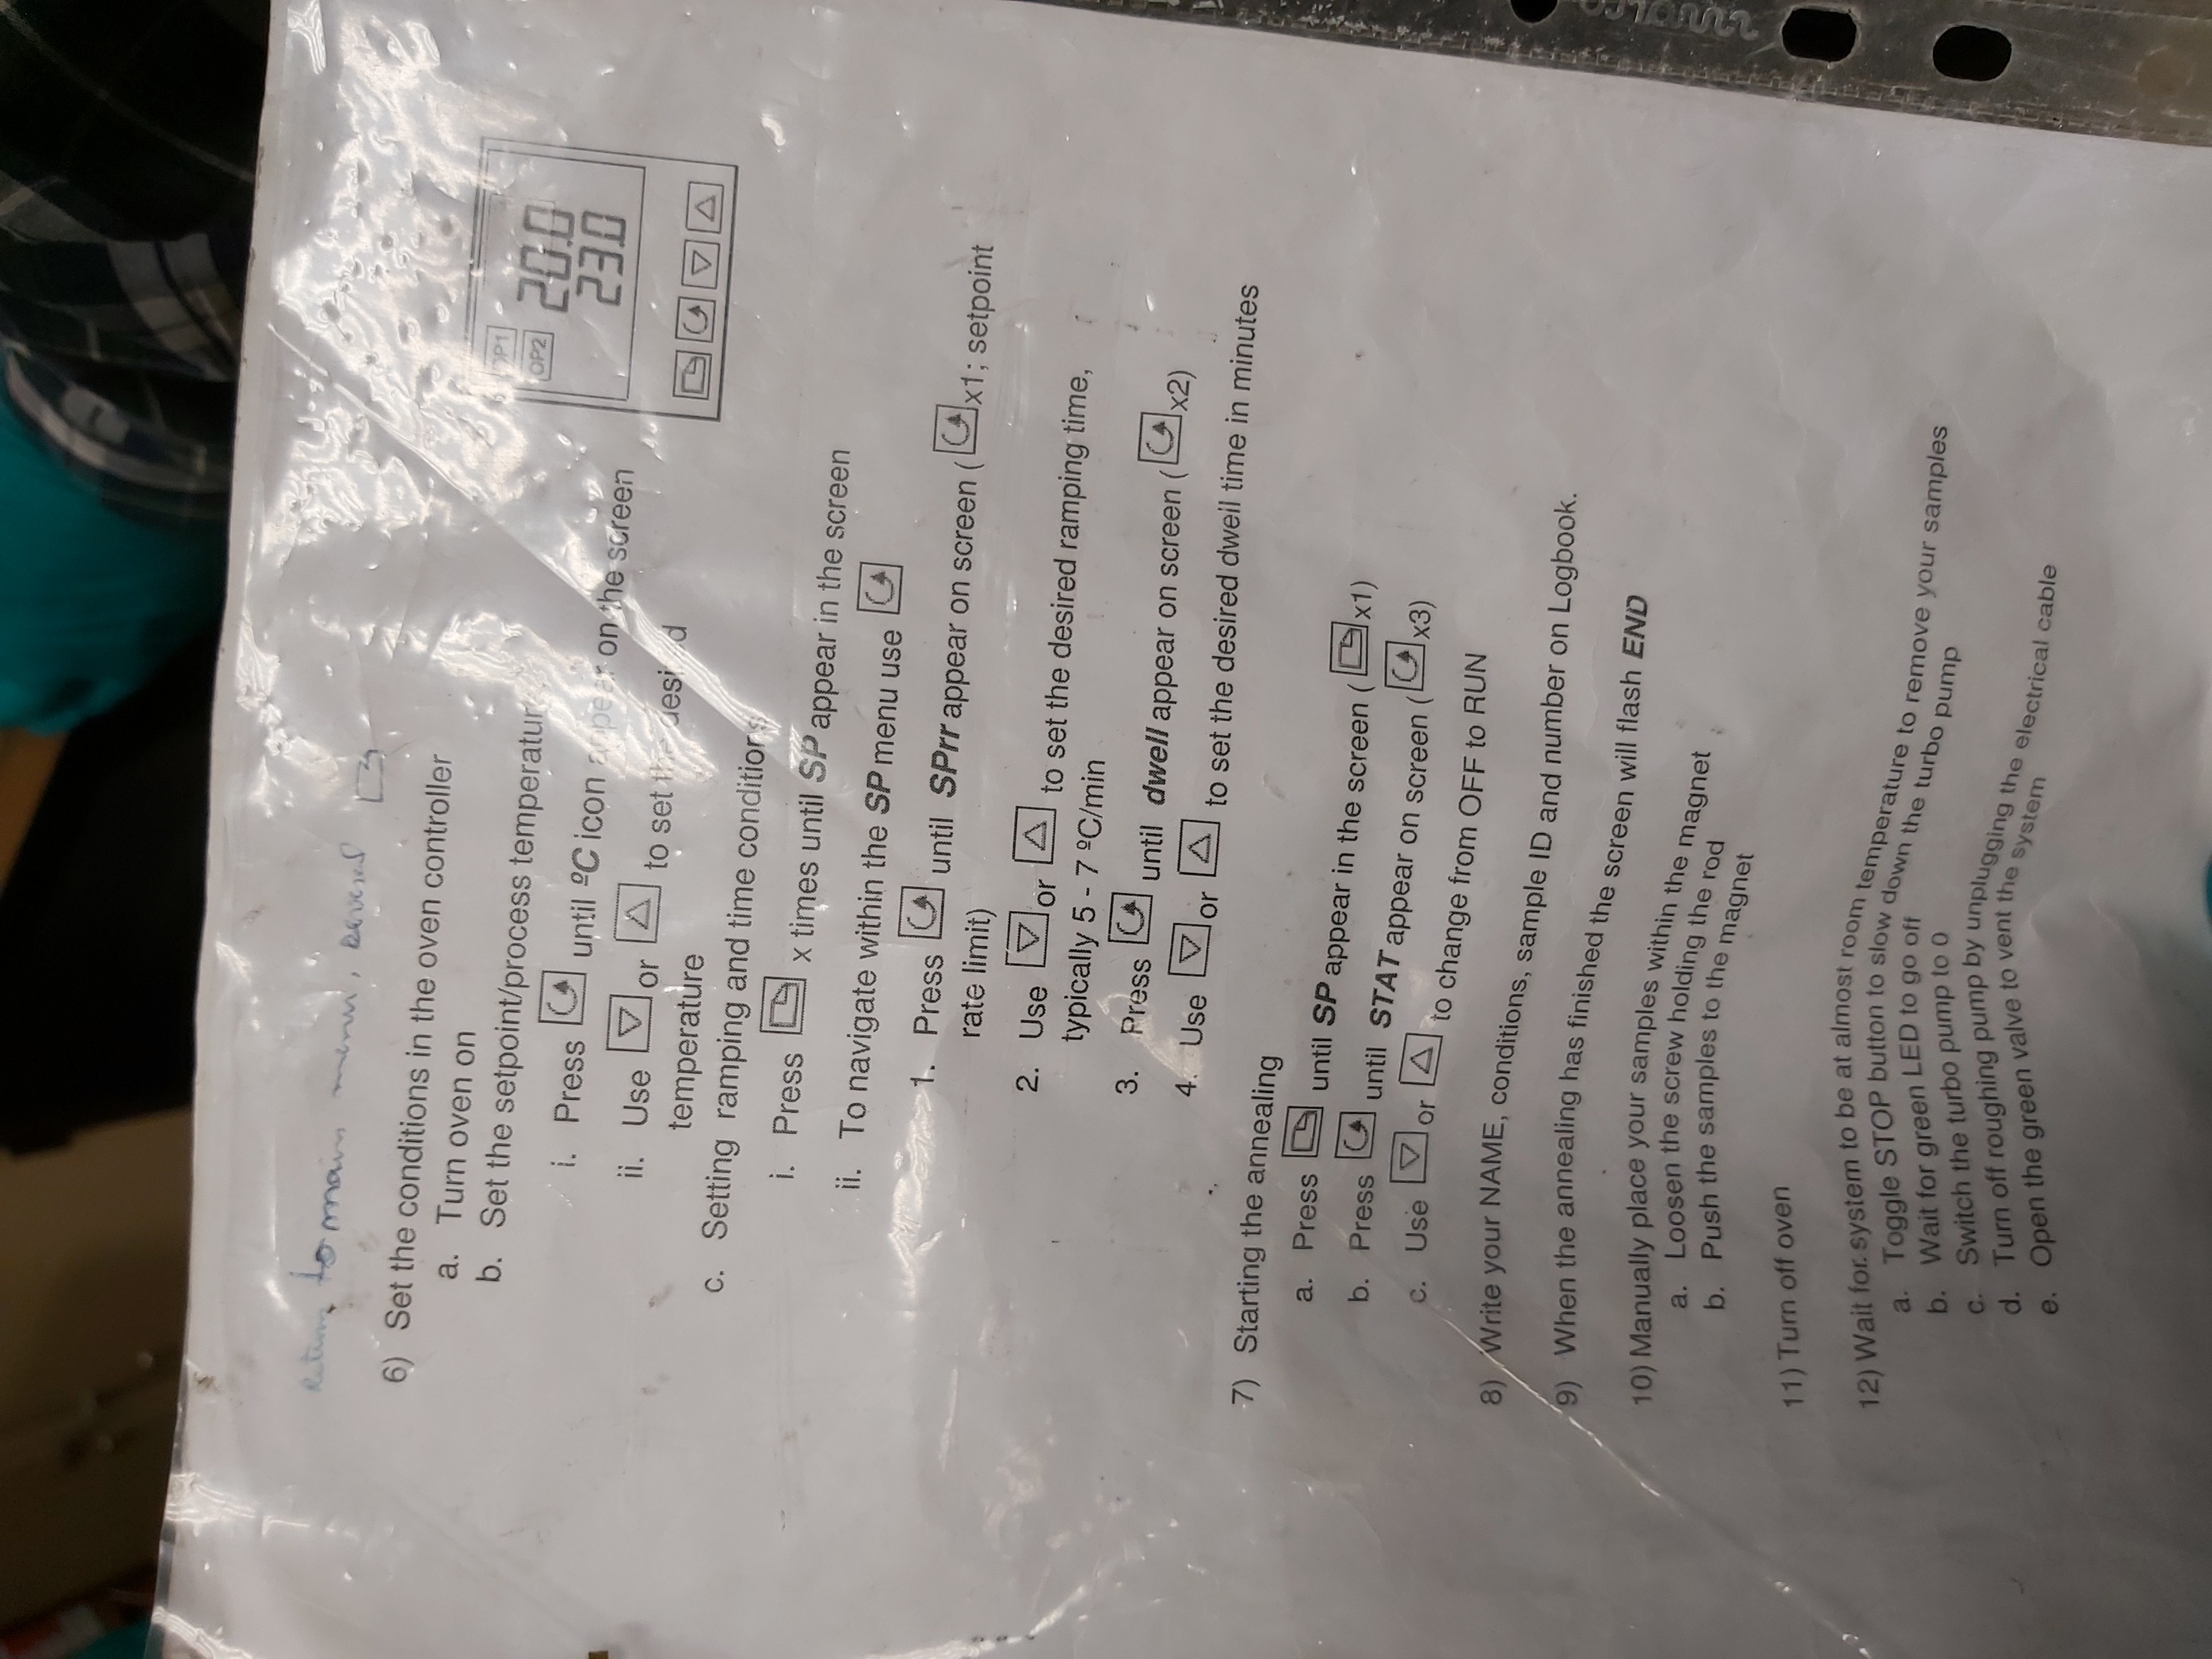 Return to main menu, several
6) Set the conditions in the oven controller
a. Turn oven on
b. Set the setpoint/process temperatur
i. Press until ºC icon appear on the screen
ii. Use or to set the desired
temperature
c. Setting ramping and time conditions
i. Press x times until SP appear in the screen
ii. To navigate within the SP menu use
1. Press until SPrr appear on screen ( x1; setpoint
rate limit)
2. Use or to set the desired ramping time,
typically 5 - 7 ºC/min
3. Press until dwell appear on screen ( x2)
4. Use or to set the desired dwell time in minutes
7) Starting the annealing
a. Press until SP appear in the screen ( x1)
b. Press until STAT appear on screen ( x3)
c. Use or to change from OFF to RUN
8) Write your NAME, conditions, sample ID and number on Logbook.
9) When the annealing has finished the screen will flash END
10) Manually place your samples within the magnet
a. Loosen the screw holding the rod
b. Push the samples to the magnet
11) Turn off oven
12) Wait for system to be at almost room temperature to remove your samples
a. Toggle STOP button to slow down the turbo pump
b. Wait for green LED to go off
c. Switch the turbo pump to 0
d. Turn off roughing pump by unplugging the electrical cable
e. Open the green valve to vent the system
OP1
OP2
20.0
23.0